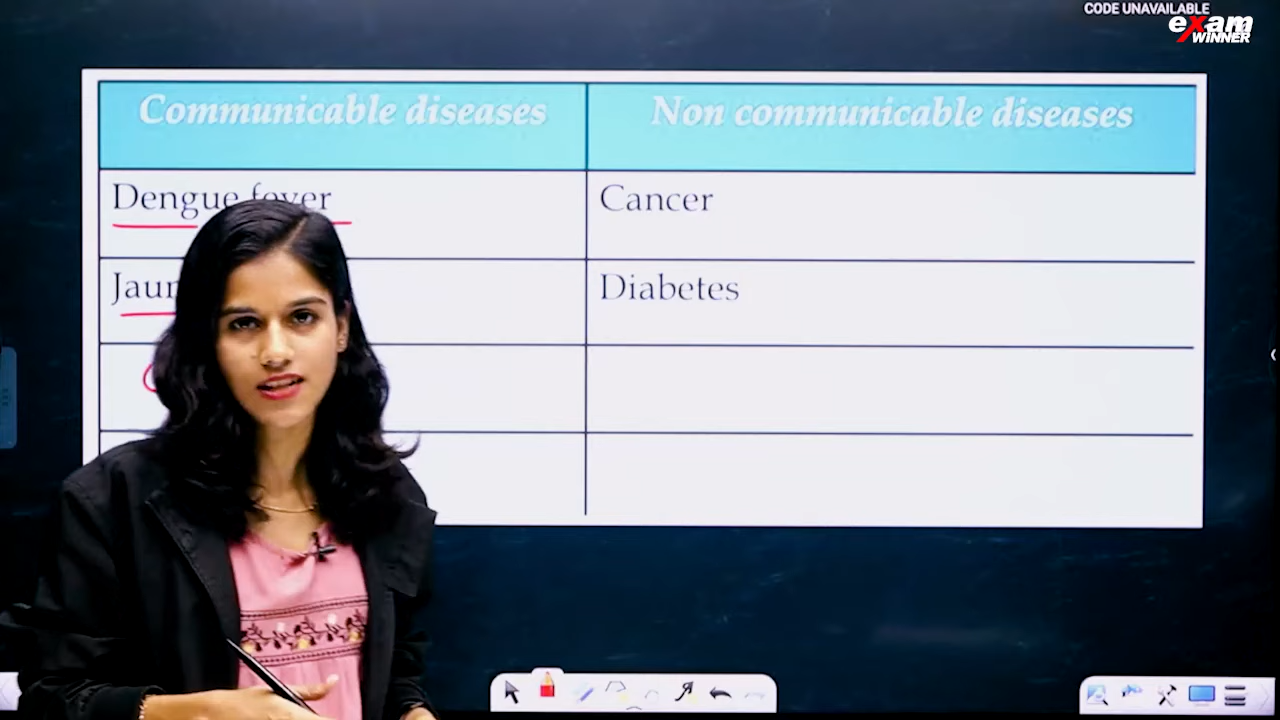 CODE UNAVAILABLE
exam
WINNER
Communicable diseases
Non communicable diseases
Dengue fever
Cancer
Diabetes